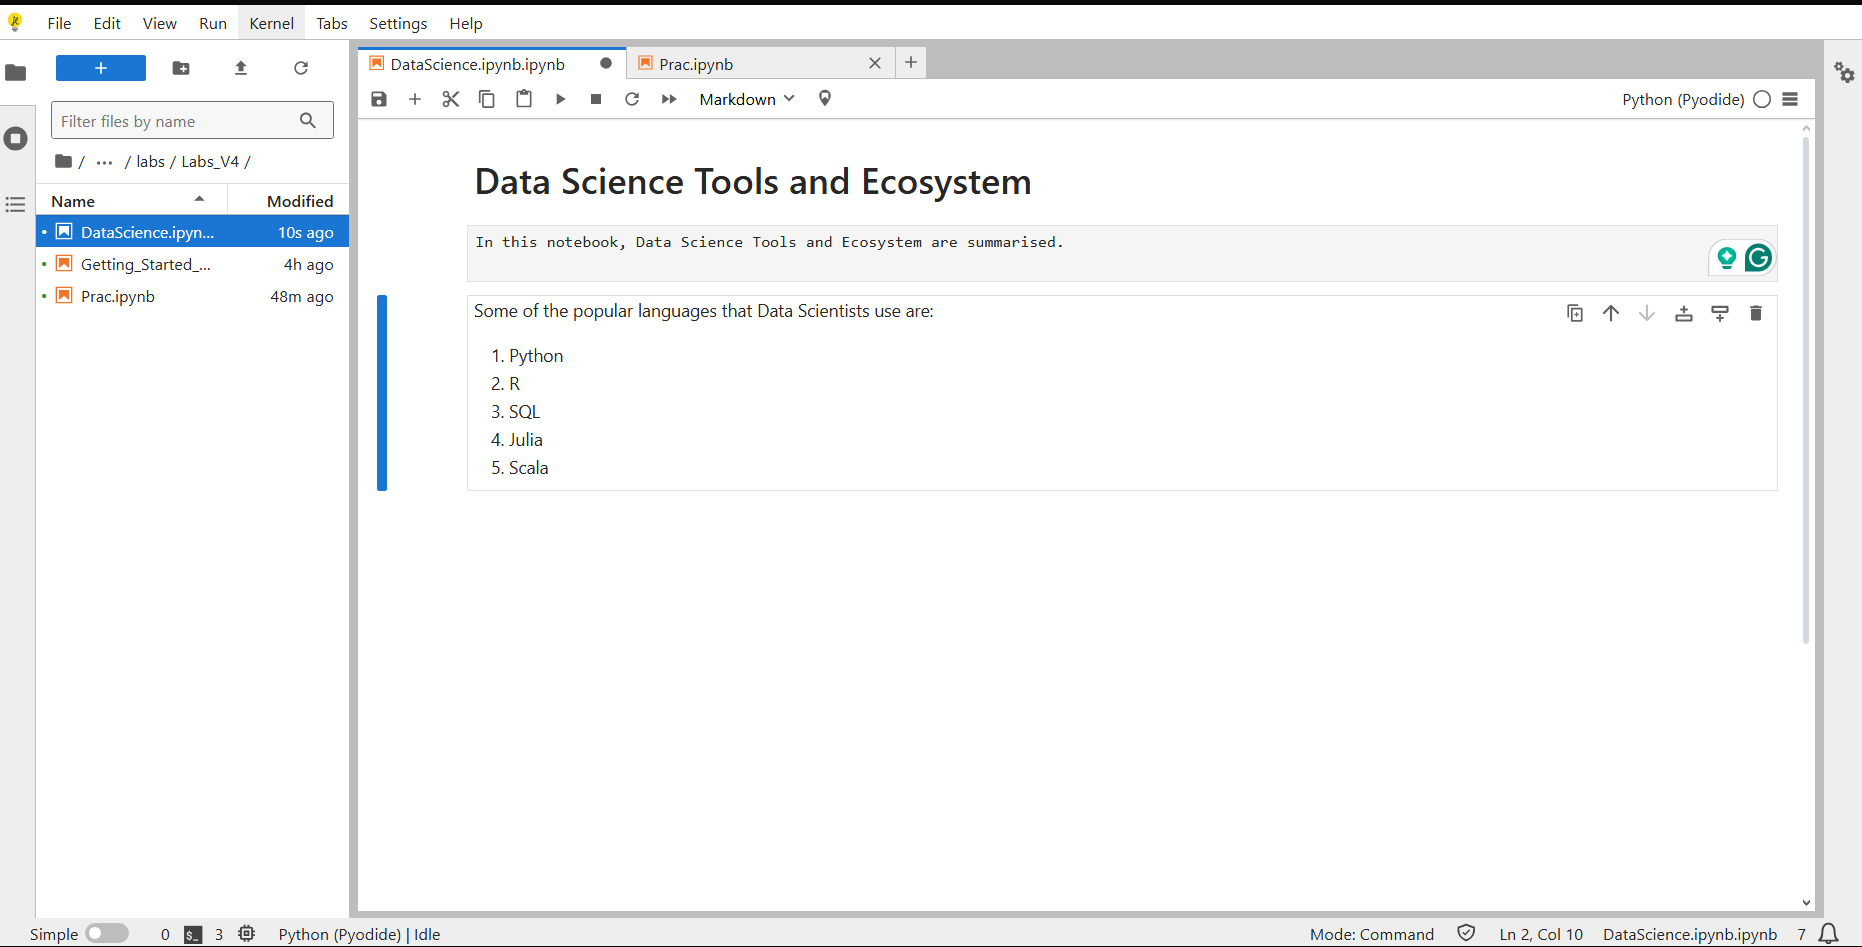 File Edit View Run Kernel Tabs Settings Help
+
Filter files by name
/ ··· / labs / Labs_V4 /
Name Modified
DataScience.ipyn... 10s ago
Getting_Started_... 4h ago
Prac.ipynb 48m ago
DataScience.ipynb.ipynb
Prac.ipynb
Markdown
Python (Pyodide)
Data Science Tools and Ecosystem
In this notebook, Data Science Tools and Ecosystem are summarised.
Some of the popular languages that Data Scientists use are:
1. Python
2. R
3. SQL
4. Julia
5. Scala
Simple 0 $_ 3 Python (Pyodide) | Idle
Mode: Command Ln 2, Col 10 DataScience.ipynb.ipynb 7